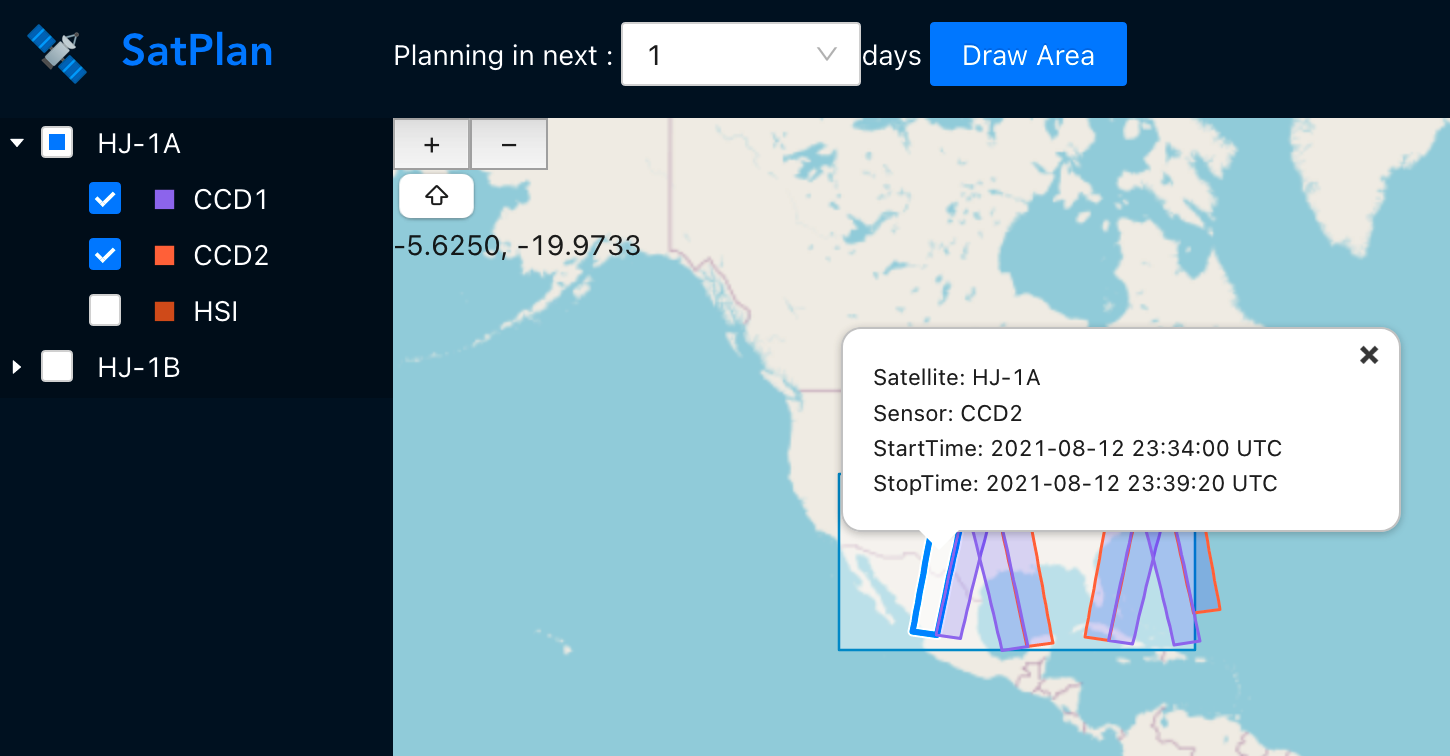 SatPlan
Planning in next : 1 days Draw Area
HJ-1A
CCD1
CCD2
HSI
HJ-1B
+ −
-5.6250, -19.9733
Satellite: HJ-1A
Sensor: CCD2
StartTime: 2021-08-12 23:34:00 UTC
StopTime: 2021-08-12 23:39:20 UTC